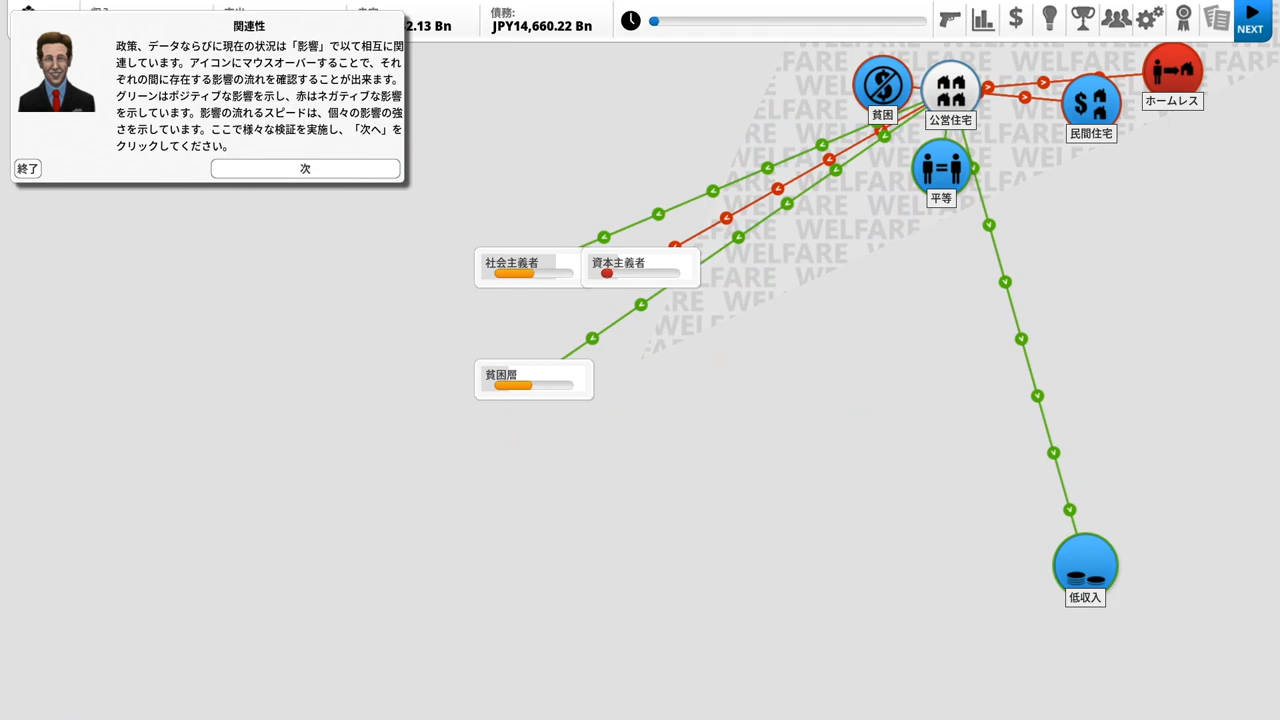 関連性
政策、データならびに現在の状況は「影響」で以て相互に関
連しています。アイコンにマウスオーバーすることで、それ
ぞれの間に存在する影響の流れを確認することが出来ます。
グリーンはポジティブな影響を示し、赤はネガティブな影響
を示しています。影響の流れるスピードは、個々の影響の強
さを示しています。ここで様々な検証を実施し、「次へ」を
クリックしてください。
終了
次
2.13 Bn
債務:
JPY14,660.22 Bn
NEXT
貧困
公営住宅
民間住宅
ホームレス
平等
社会主義者
資本主義者
貧困層
低収入
WELFARE WELFARE WELFARE